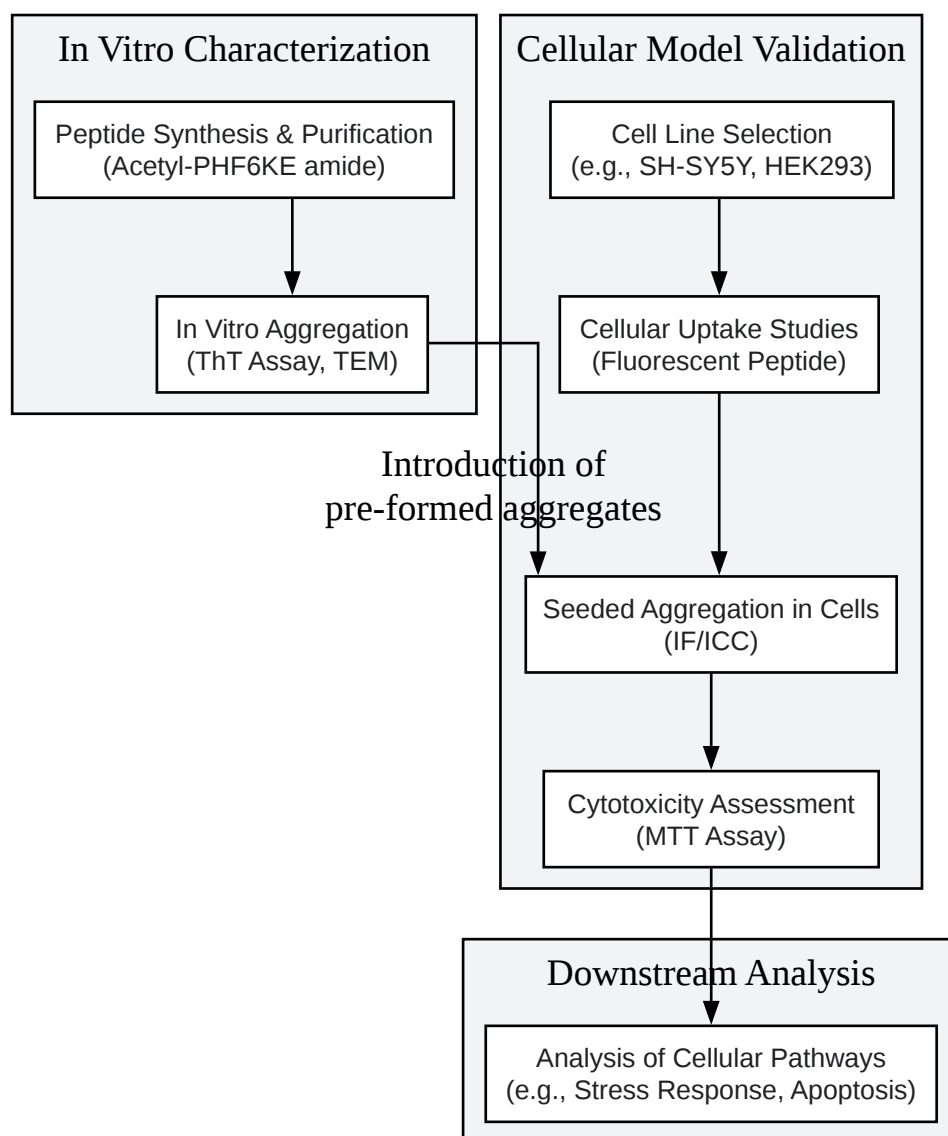 In Vitro Characterization
Peptide Synthesis & Purification
(Acetyl-PHF6KE amide)
In Vitro Aggregation
(ThT Assay, TEM)
Introduction of
pre-formed aggregates
Cellular Model Validation
Cell Line Selection
(e.g., SH-SY5Y, HEK293)
Cellular Uptake Studies
(Fluorescent Peptide)
Seeded Aggregation in Cells
(IF/ICC)
Cytotoxicity Assessment
(MTT Assay)
Downstream Analysis
Analysis of Cellular Pathways
(e.g., Stress Response, Apoptosis)